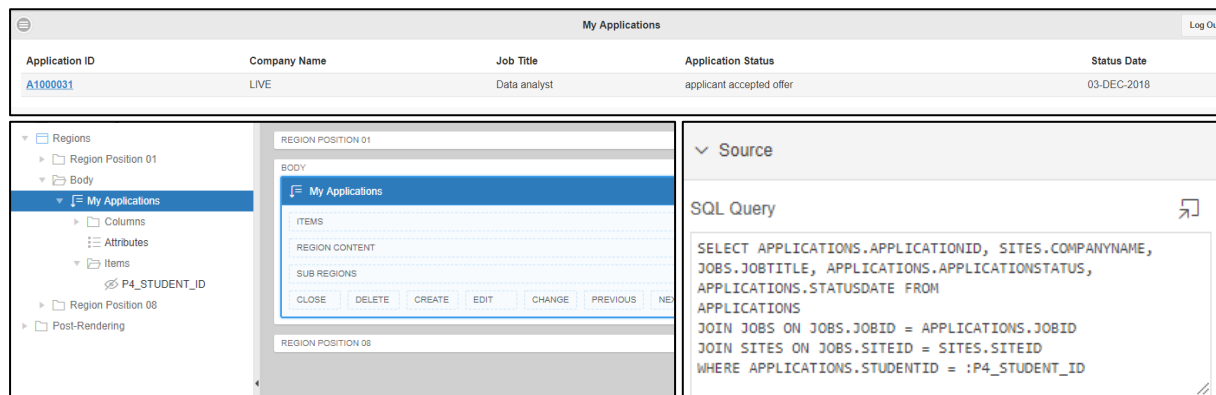 My Applications
Log Ou
Application ID Company Name Job Title Application Status Status Date
A1000031 LIVE Data analyst applicant accepted offer 03-DEC-2018
Regions
Region Position 01
Body
My Applications
Columns
Attributes
Items
P4_STUDENT_ID
Region Position 08
Post-Rendering
REGION POSITION 01
BODY
My Applications
ITEMS
REGION CONTENT
SUB REGIONS
CLOSE DELETE CREATE EDIT CHANGE PREVIOUS NEX
REGION POSITION 08
Source
SQL Query
SELECT APPLICATIONS.APPLICATIONID, SITES.COMPANYNAME,
JOBS.JOBTITLE, APPLICATIONS.APPLICATIONSTATUS,
APPLICATIONS.STATUSDATE FROM
APPLICATIONS
JOIN JOBS ON JOBS.JOBID = APPLICATIONS.JOBID
JOIN SITES ON JOBS.SITEID = SITES.SITEID
WHERE APPLICATIONS.STUDENTID = :P4_STUDENT_ID